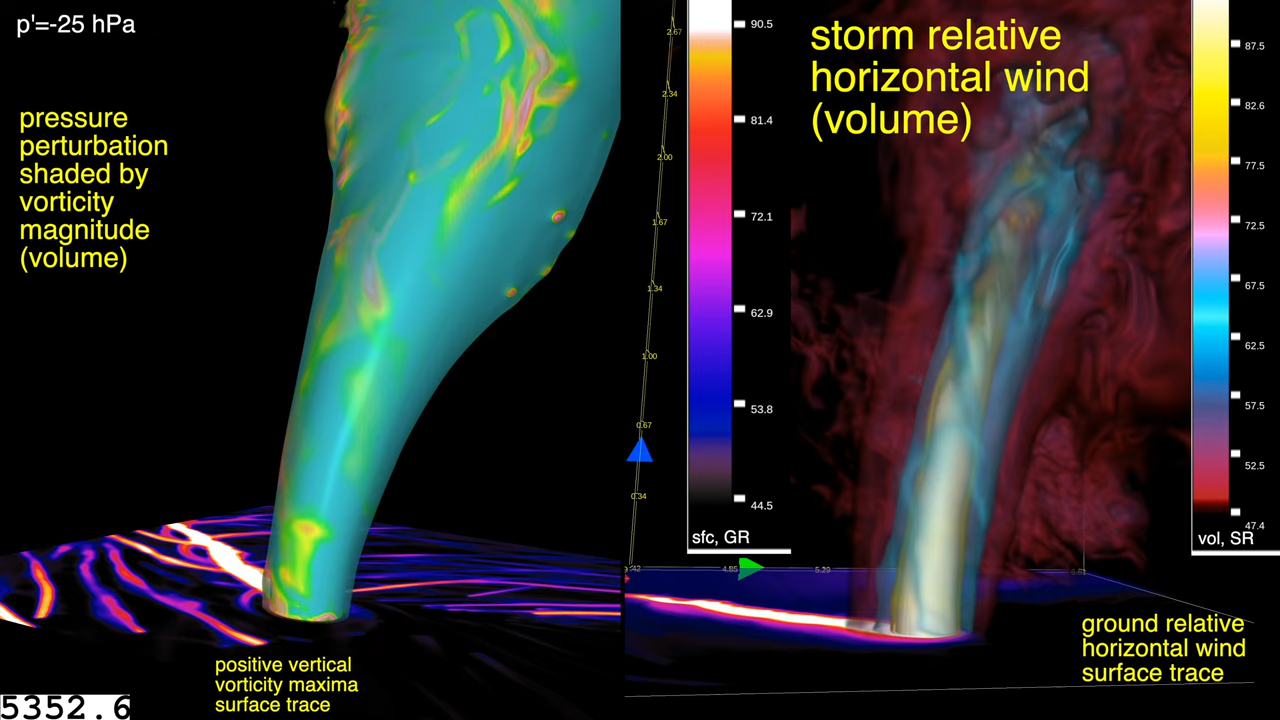 p'=-25 hPa
pressure
perturbation
shaded by
vorticity
magnitude
(volume)
positive vertical
vorticity maxima
surface trace
5352.6
2.67
2.34
2.00
1.67
1.34
1.00
0.67
0.34
4.85
5.29
90.5
81.4
72.1
62.9
53.8
44.5
sfc, GR
storm relative
horizontal wind
(volume)
87.5
82.6
77.5
72.5
67.5
62.5
57.5
52.5
47.4
vol, SR
ground relative
horizontal wind
surface trace